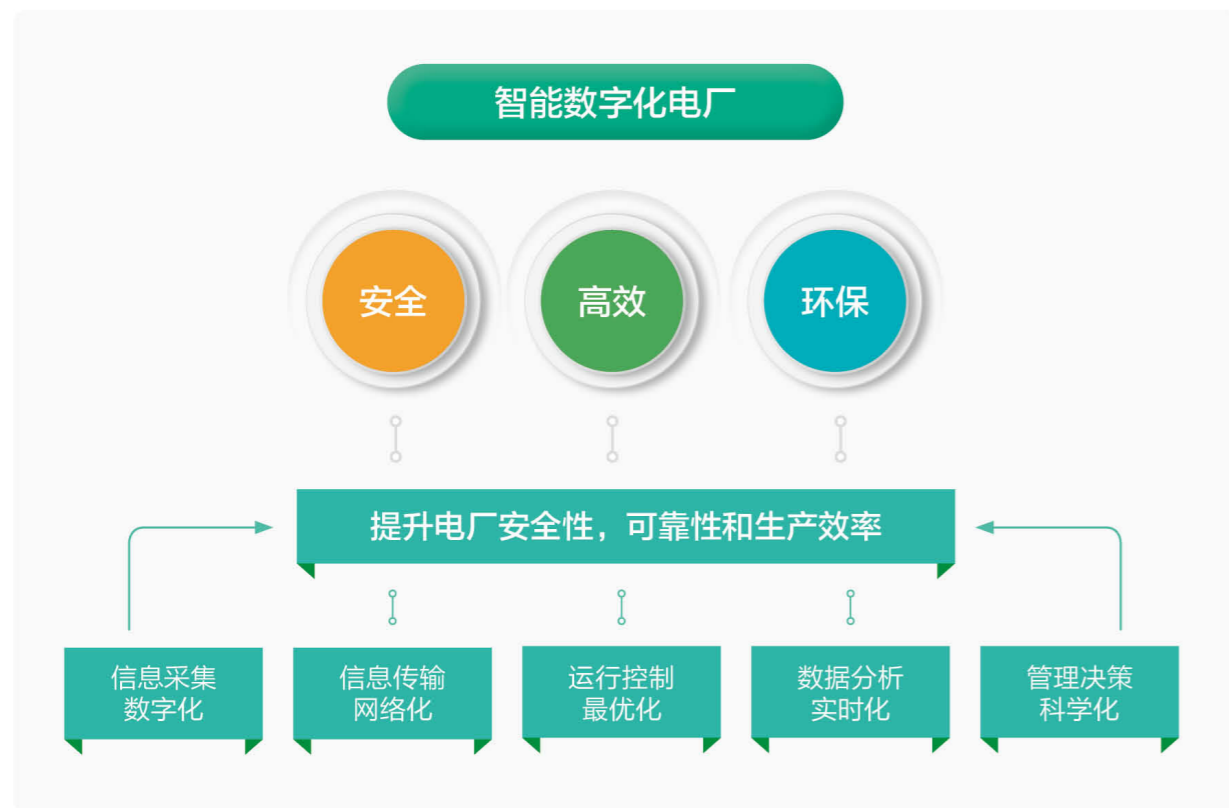 智能数字化电厂
安全
高效
环保
提升电厂安全性，可靠性和生产效率
信息采集
数字化
信息传输
网络化
运行控制
最优化
数据分析
实时化
管理决策
科学化